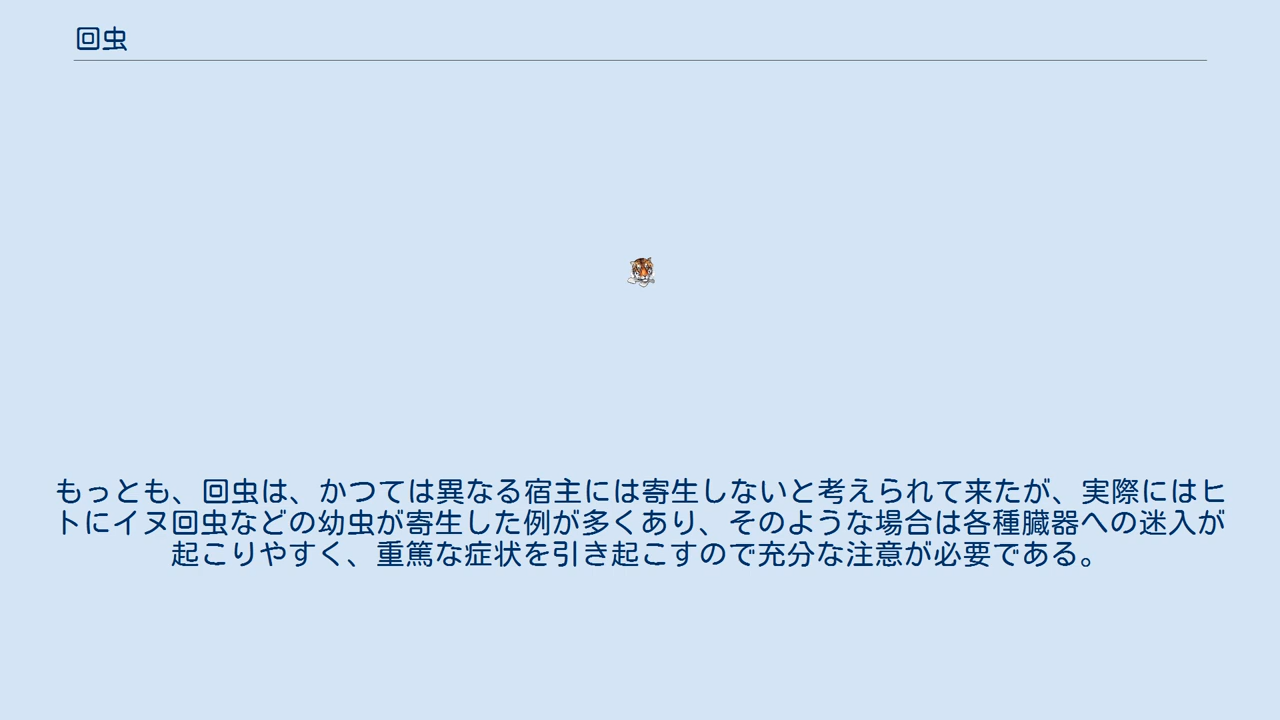 回虫
もっとも、回虫は、かつては異なる宿主には寄生しないと考えられて来たが、実際にはヒ
トにイヌ回虫などの幼虫が寄生した例が多くあり、そのような場合は各種臓器への迷入が
起こりやすく、重篤な症状を引き起こすので充分な注意が必要である。